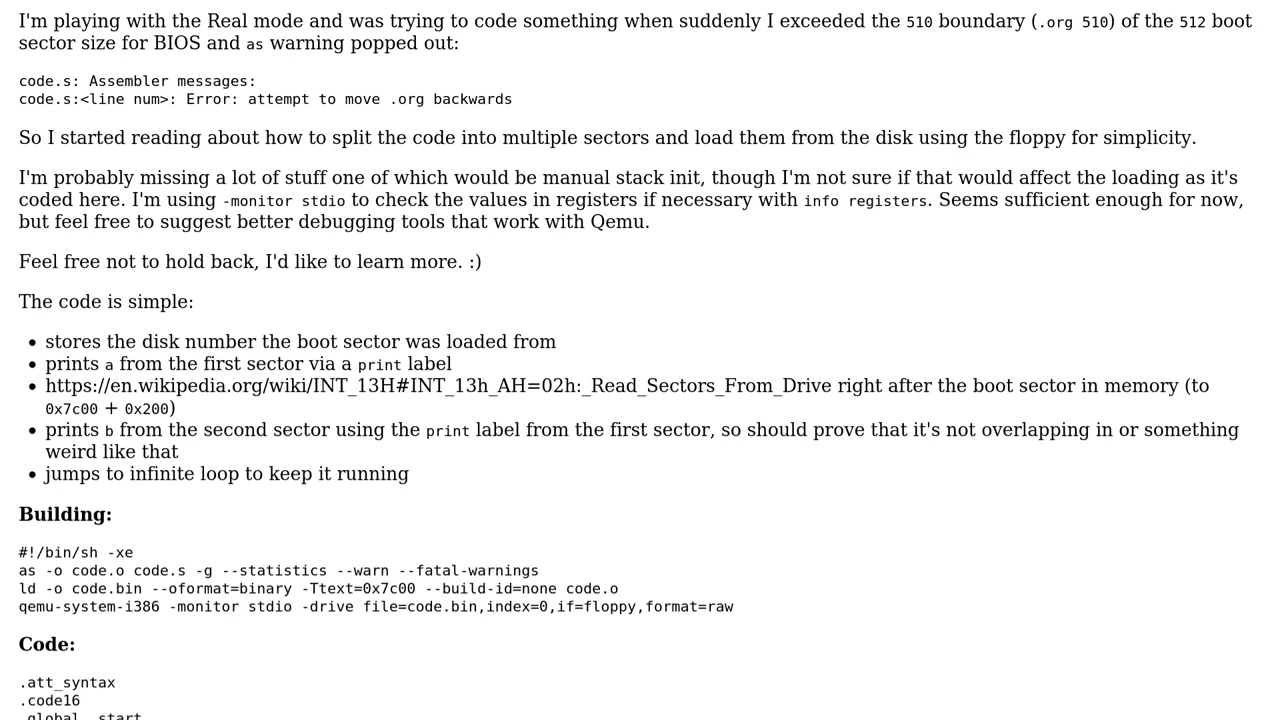 I'm playing with the Real mode and was trying to code something when suddenly I exceeded the 510 boundary (.org 510) of the 512 boot
sector size for BIOS and as warning popped out:
code.s: Assembler messages:
code.s:<line num>: Error: attempt to move .org backwards
So I started reading about how to split the code into multiple sectors and load them from the disk using the floppy for simplicity.
I'm probably missing a lot of stuff one of which would be manual stack init, though I'm not sure if that would affect the loading as it's
coded here. I'm using -monitor stdio to check the values in registers if necessary with info registers. Seems sufficient enough for now,
but feel free to suggest better debugging tools that work with Qemu.
Feel free not to hold back, I'd like to learn more. :)
The code is simple:
• stores the disk number the boot sector was loaded from
• prints a from the first sector via a print label
• https://en.wikipedia.org/wiki/INT_13H#INT_13h_AH=02h:_Read_Sectors_From_Drive right after the boot sector in memory (to
0x7c00 + 0x200)
• prints b from the second sector using the print label from the first sector, so should prove that it's not overlapping in or something
weird like that
• jumps to infinite loop to keep it running
Building:
#!/bin/sh -xe
as -o code.o code.s -g --statistics --warn --fatal-warnings
ld -o code.bin --oformat=binary -Ttext=0x7c00 --build-id=none code.o
qemu-system-i386 -monitor stdio -drive file=code.bin,index=0,if=floppy,format=raw
Code:
.att_syntax
.code16
.global _start